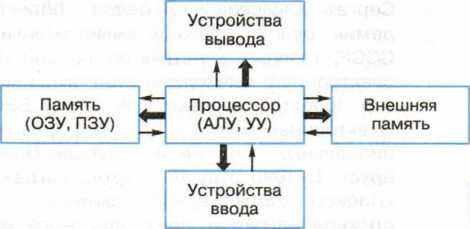 Устройства
вывода
Память
(ОЗУ, ПЗУ)
Процессор
(АЛУ, УУ)
Внешняя
память
Устройства
ввода